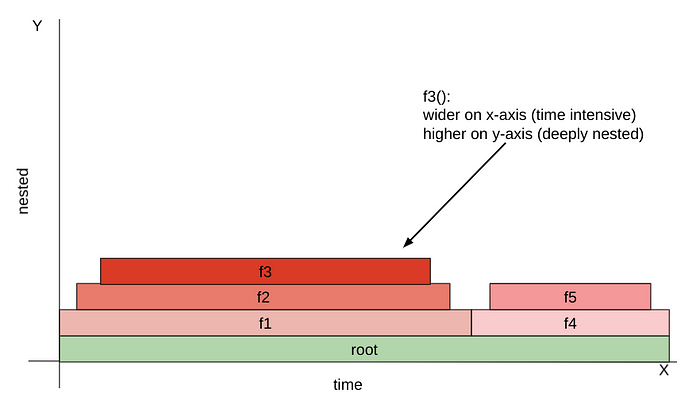 Y
f3():
wider on x-axis (time intensive)
higher on y-axis (deeply nested)
nested
f3
f2
f5
f1
f4
root
X
time